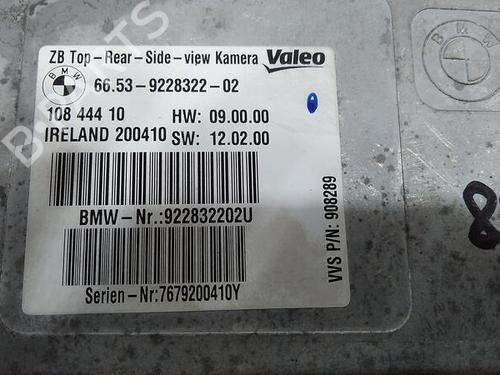 ZB Top-Rear-Side-view Kamera Valeo
BMW 66.53-9228322-02
108 444 10 HW: 09.00.00
IRELAND 200410 SW: 12.02.00
BMW-Nr.:922832202U
Serien-Nr:7679200410Y
VVS P/N: 908289
BMW
8